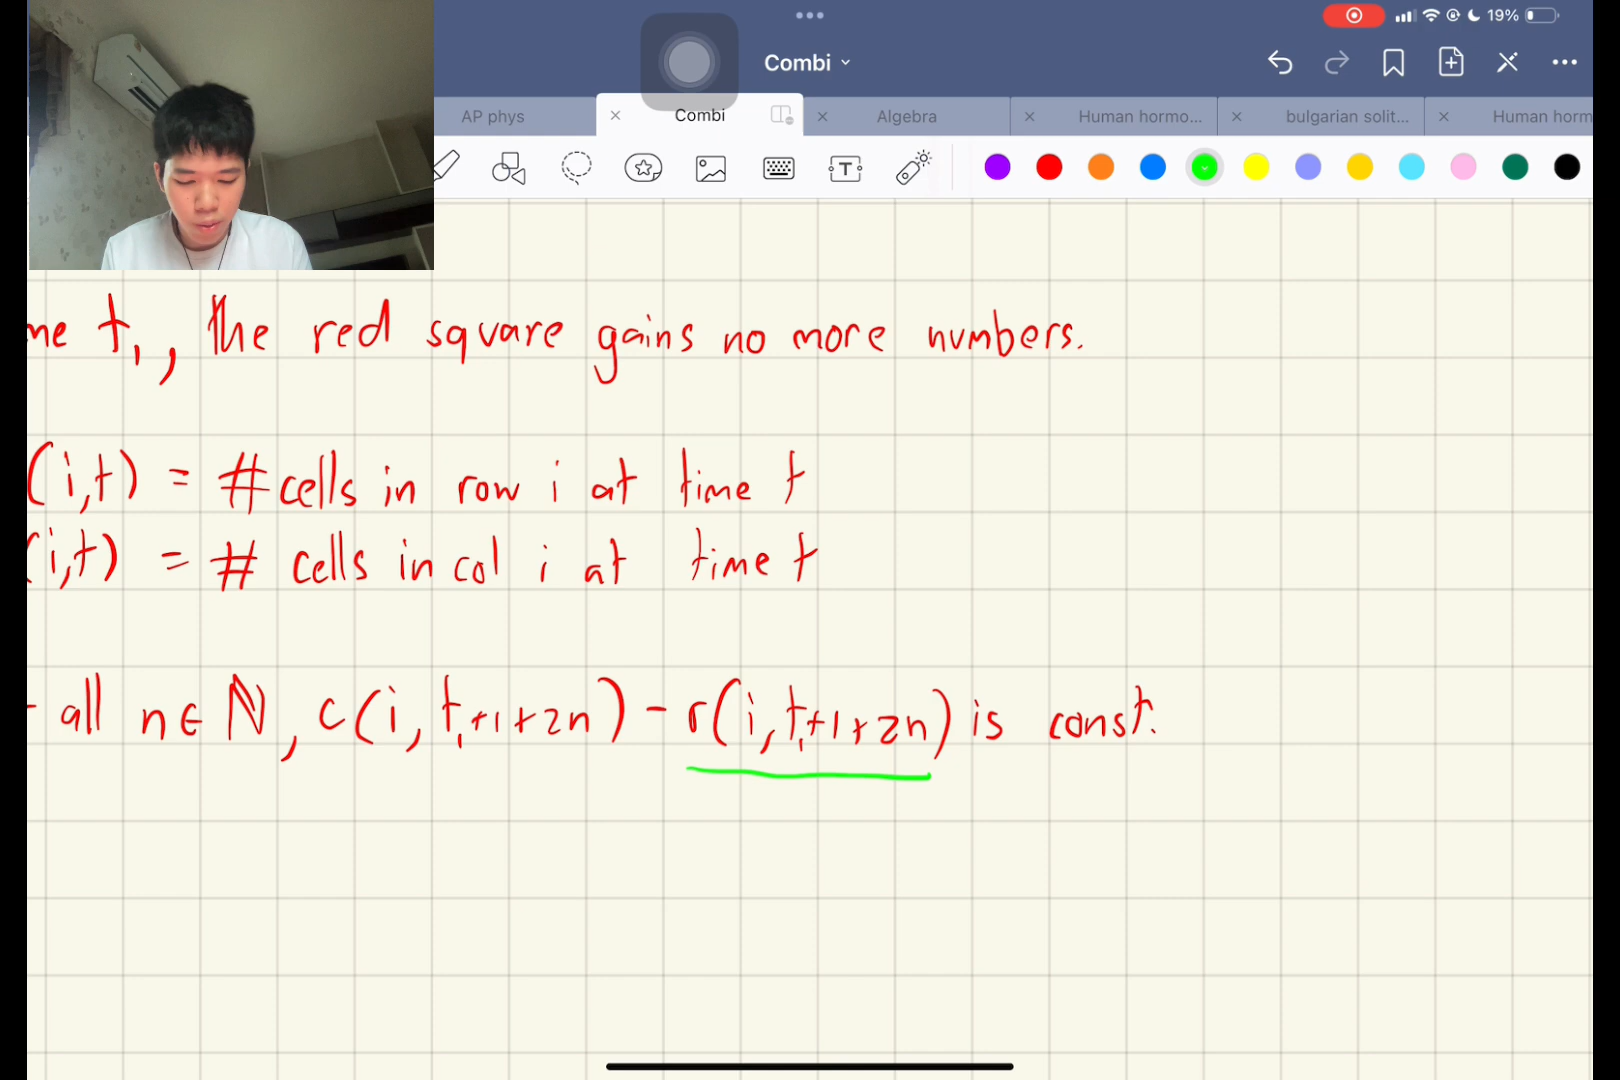 19%
Combi
AP phys
Combi
Algebra
Human hormo...
bulgarian solit...
Human horm
me t₁, the red square gains no more numbers.
(i,t) = #cells in row i at time t
(i,t) = # cells in col i at time t
all n ∈ ℕ, c(i, t₁+1+2n) - r(i, t₁+1+2n) is const.